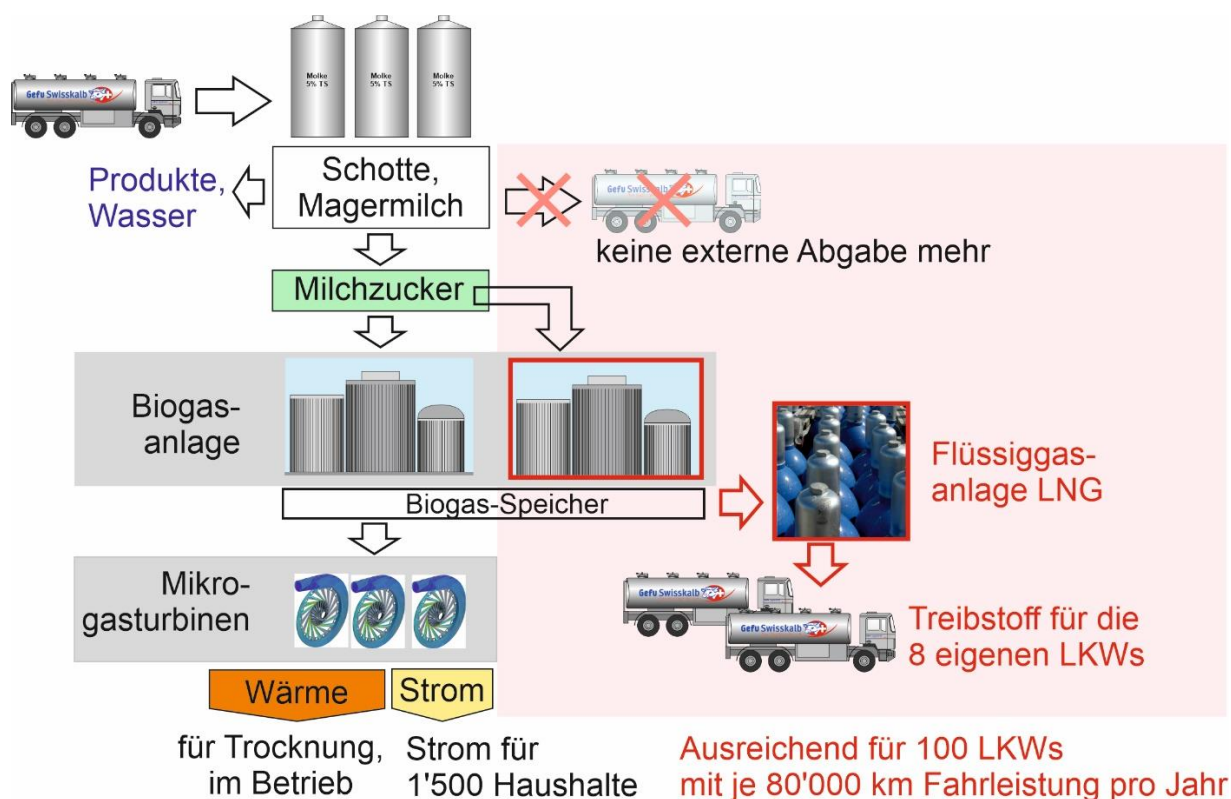 Molke
5% TS
Molke
5% TS
Molke
5% TS
Gefu Swisskalb
Produkte,
Wasser
Schotte,
Magermilch
Gefu Swisskalb
keine externe Abgabe mehr
Milchzucker
Biogas-
anlage
Flüssiggas-
anlage LNG
Biogas-Speicher
Mikro-
gasturbinen
Gefu Swisskalb
Gefu Swisskalb
Treibstoff für die
8 eigenen LKWs
Wärme
Strom
für Trocknung,
im Betrieb
Strom für
1'500 Haushalte
Ausreichend für 100 LKWs
mit je 80'000 km Fahrleistung pro Jahr